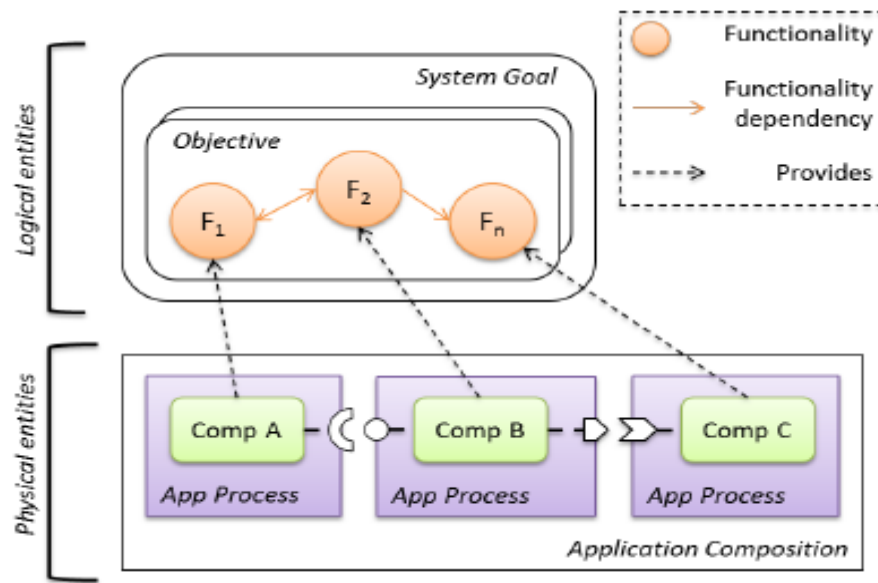 Functionality
Functionality
dependency
Provides
Logical entities
System Goal
Objective
F1
F2
Fn
Physical entities
Comp A
Comp B
Comp C
App Process
App Process
App Process
Application Composition